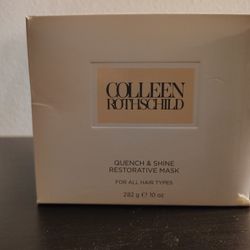 COLLEEN
ROTHSCHILD
QUENCH & SHINE
RESTORATIVE MASK
FOR ALL HAIR TYPES
282 g ℮ 10 oz